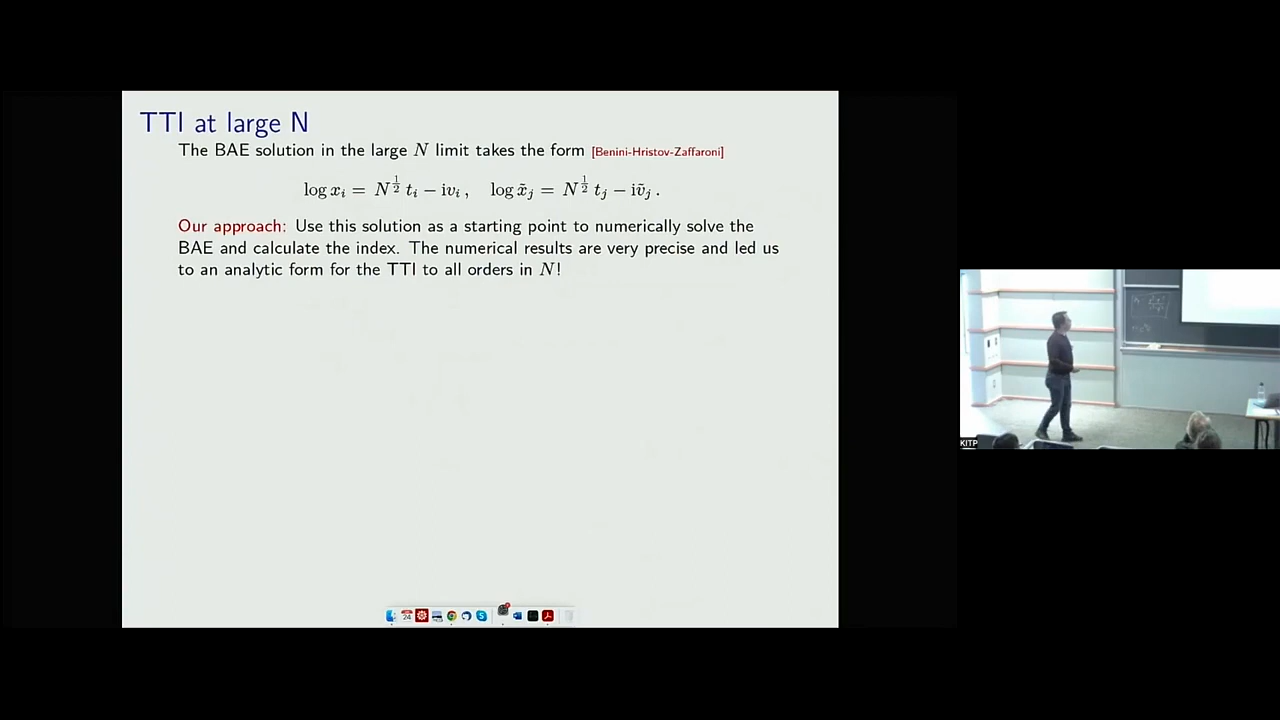 TTI at large N
The BAE solution in the large N limit takes the form [Benini-Hristov-Zaffaroni]
log x_i = N^{1/2} t_i − iv_i , log x̃_j = N^{1/2} t_j − iṽ_j .
Our approach: Use this solution as a starting point to numerically solve the
BAE and calculate the index. The numerical results are very precise and led us
to an analytic form for the TTI to all orders in N!
24
KITP